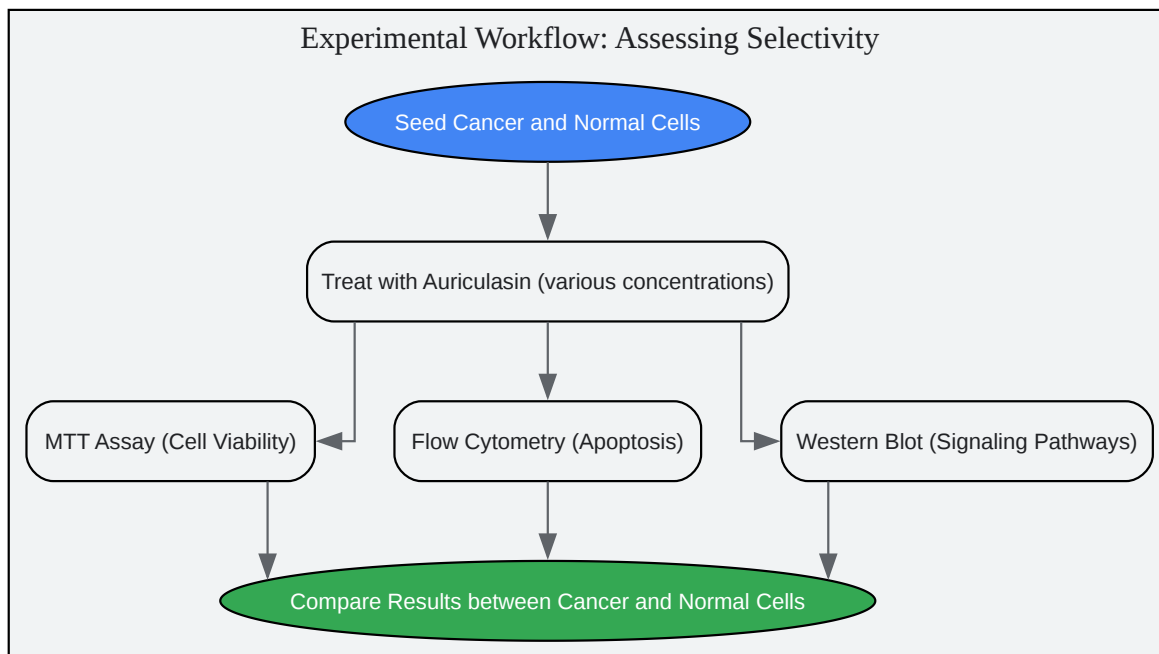 Experimental Workflow: Assessing Selectivity
Seed Cancer and Normal Cells
Treat with Auriculasin (various concentrations)
MTT Assay (Cell Viability)
Flow Cytometry (Apoptosis)
Western Blot (Signaling Pathways)
Compare Results between Cancer and Normal Cells